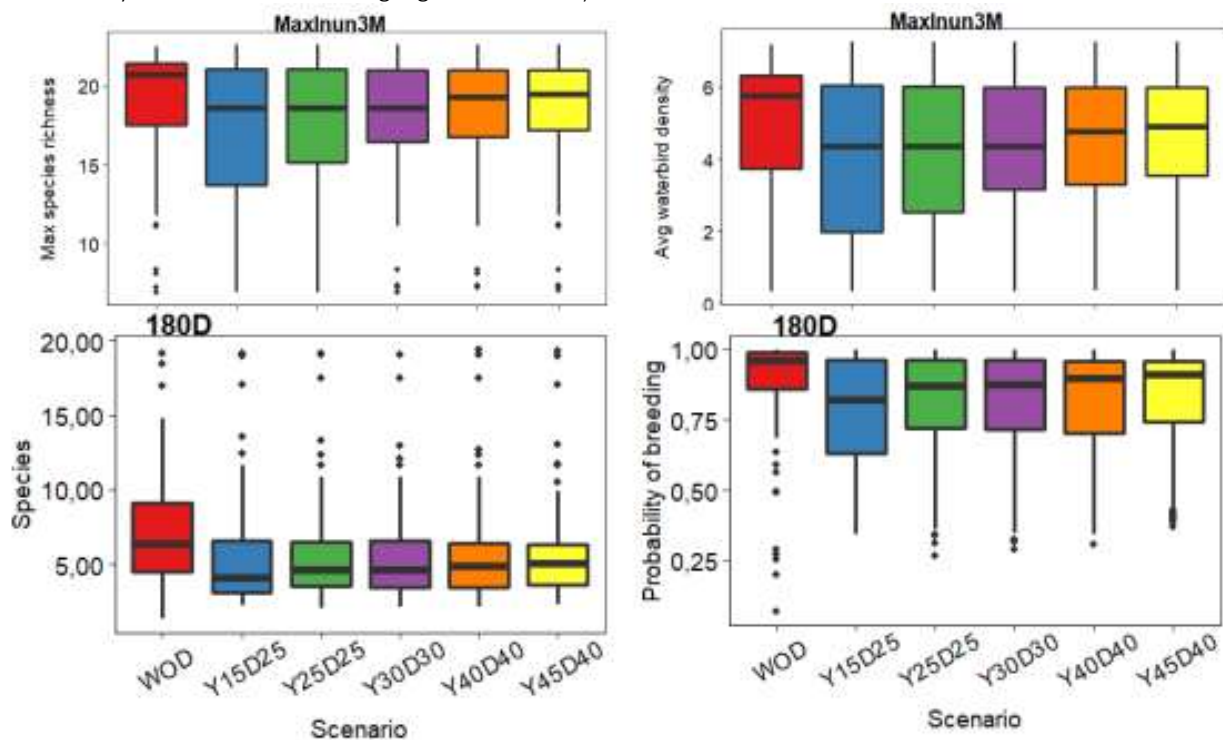 MaxInun3M
Max species richness
20
15
10
MaxInun3M
Avg waterbird density
6
4
2
0
180D
Species
20,00
15,00
10,00
5,00
WOD
Y15D25
Y25D25
Y30D30
Y40D40
Y45D40
Scenario
180D
Probability of breeding
1,00
0,75
0,50
0,25
WOD
Y15D25
Y25D25
Y30D30
Y40D40
Y45D40
Scenario